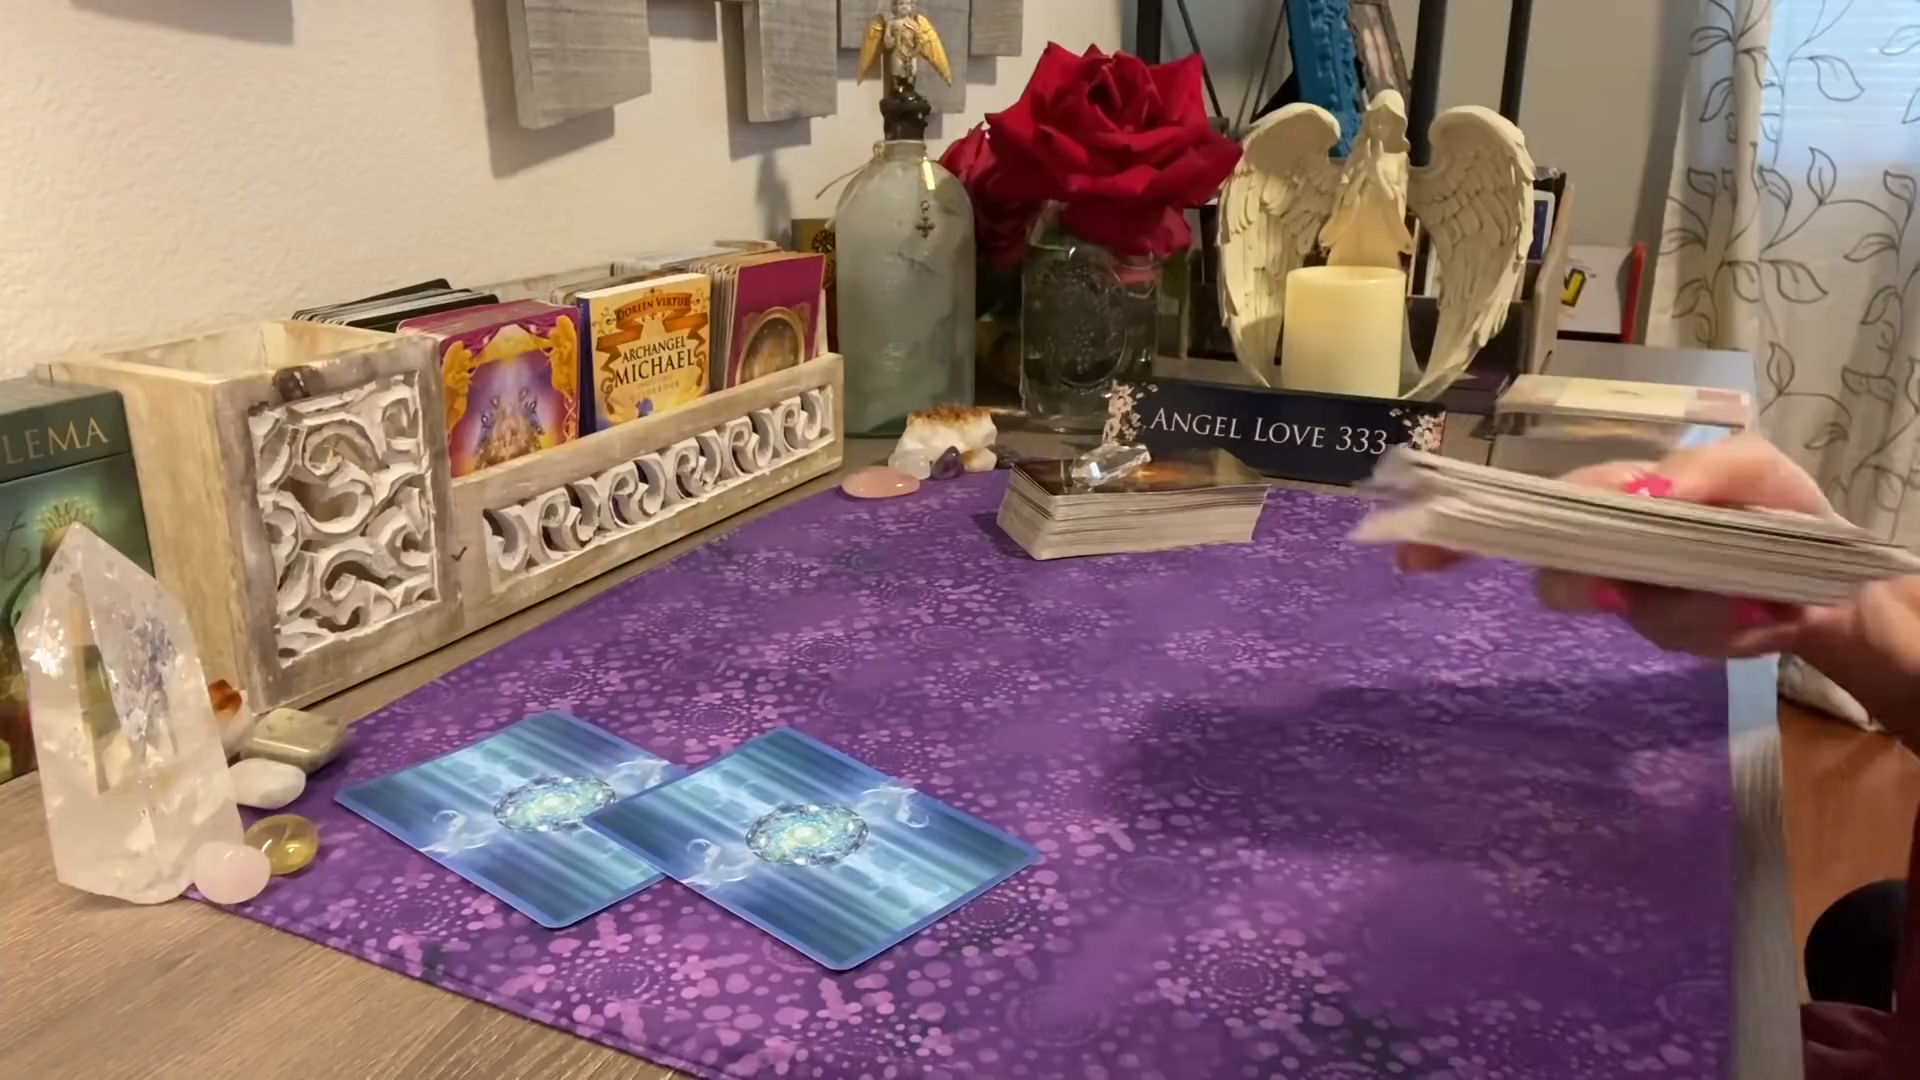 LEMA
DOREEN VIRTUE
ARCHANGEL
MICHAEL
ANGEL LOVE 333